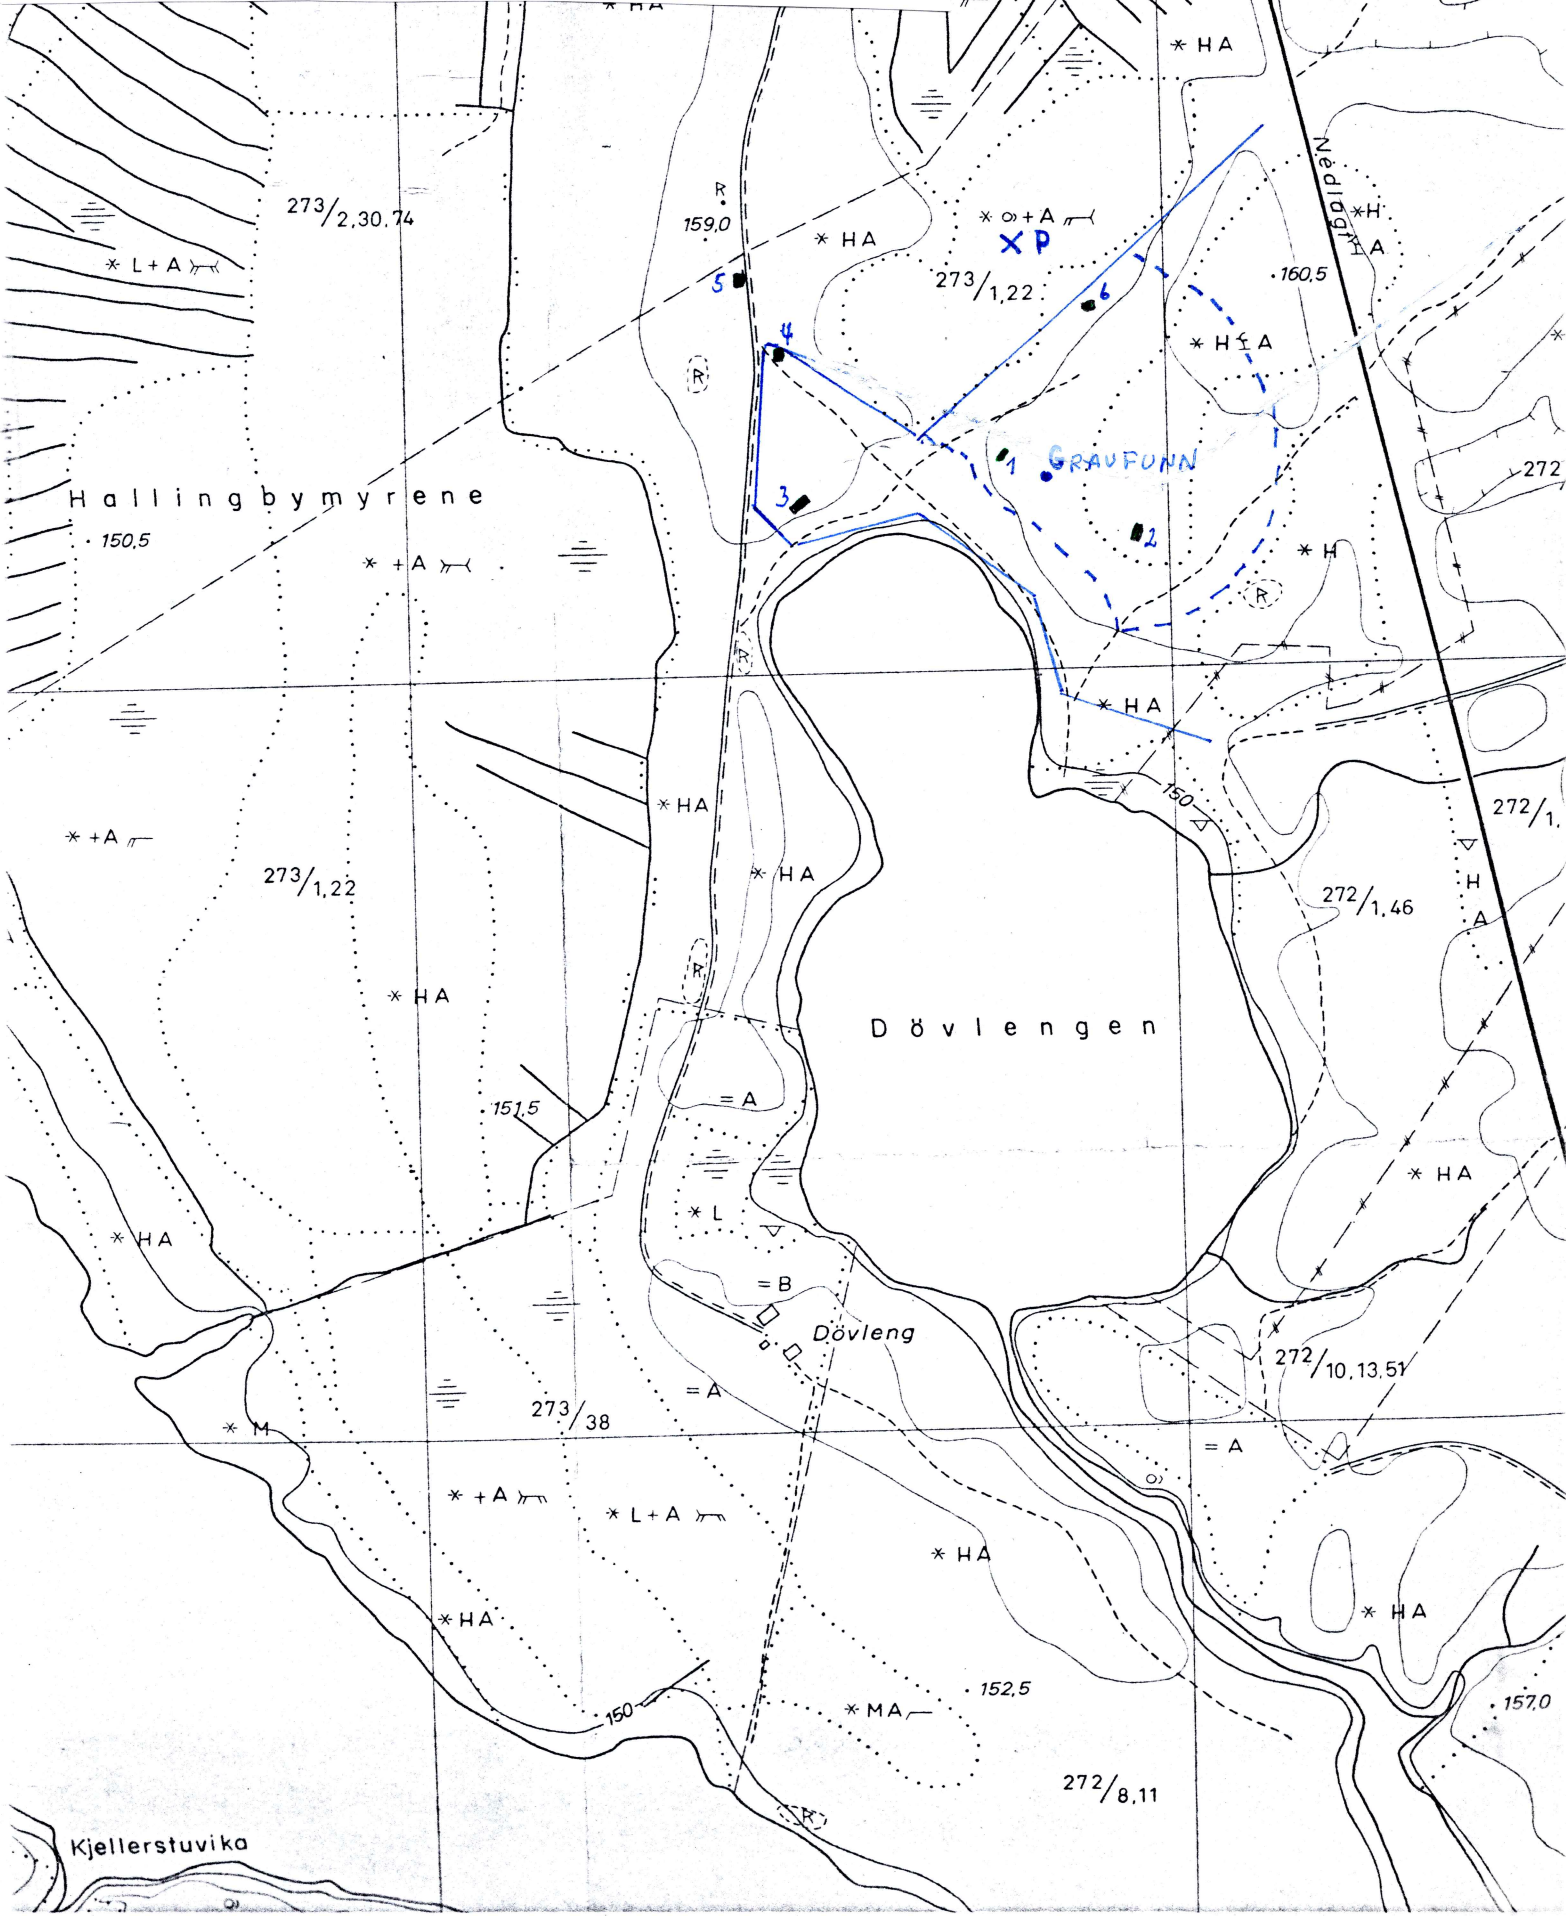 * HA
R
159,0
* HA
273/2,30,74
* L+A
* +A
X P
273/1,22
Nedlagt
*H
A
160,5
5
4
6
* H A
1
GRAUFUNN
3
2
272
* H
R
Hallingbymyrene
150,5
* +A
R
* HA
150
* HA
* +A
273/1,22
* HA
272/1.
H
A
272/1,46
* HA
R
Dövlengen
151,5
= A
* HA
* HA
* L
= B
Dövleng
= A
272/10,13,51
273/38
* M
= A
* +A
* L+A
* HA
* HA
* HA
152,5
157,0
* MA
150
272/8,11
R
Kjellerstuvika